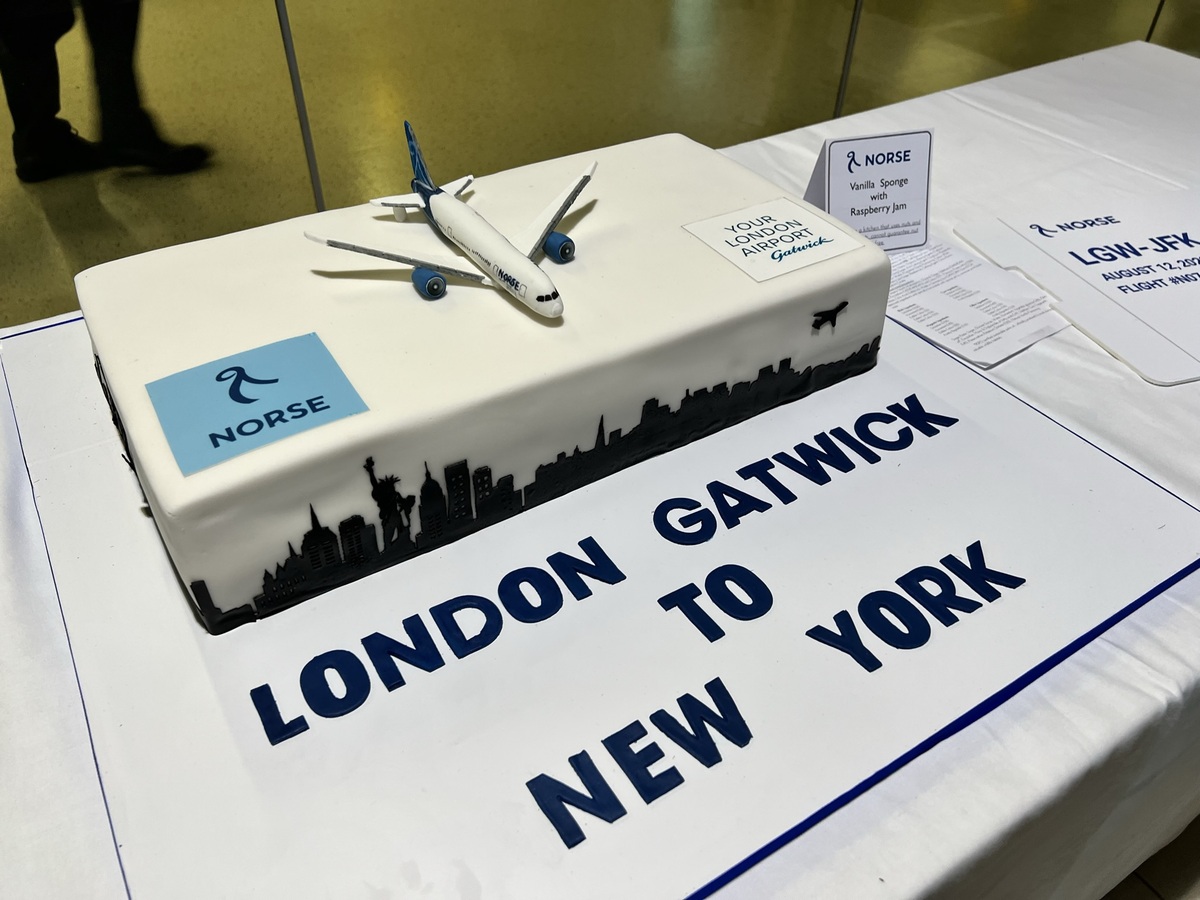 NORSE
NORSE
YOUR
LONDON
AIRPORT
Gatwick
NORSE
Vanilla Sponge
with
Raspberry Jam
NORSE
LGW-JFK
AUGUST 12,
FLIGHT
LONDON GATWICK
TO
NEW YORK